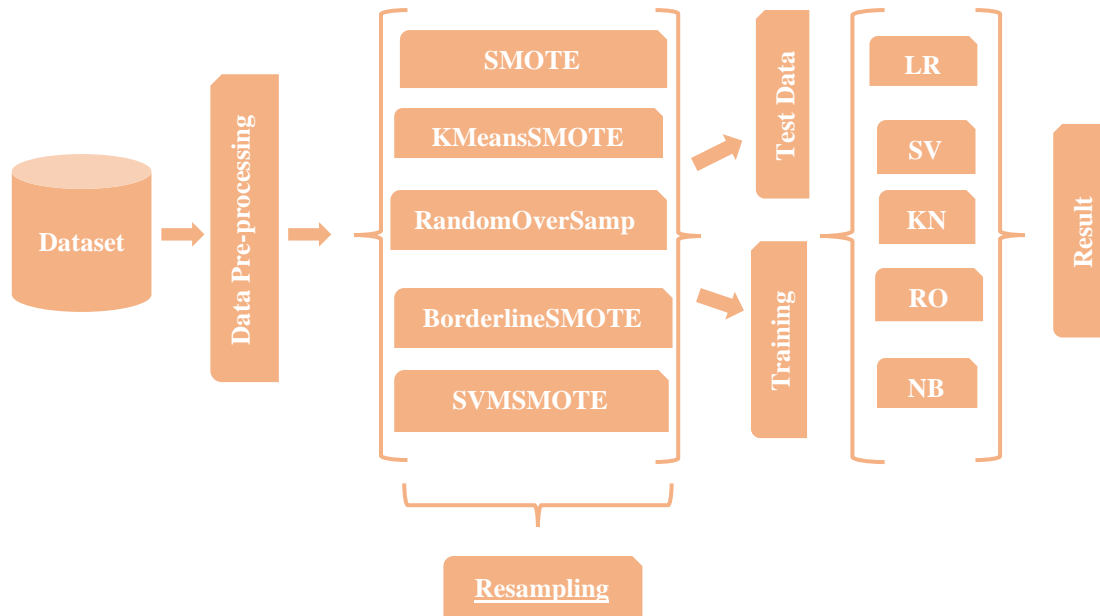 Dataset
Data Pre-processing
SMOTE
KMeansSMOTE
RandomOverSamp
BorderlineSMOTE
SVMSMOTE
Resampling
Test Data
Training
LR
SV
KN
RO
NB
Result